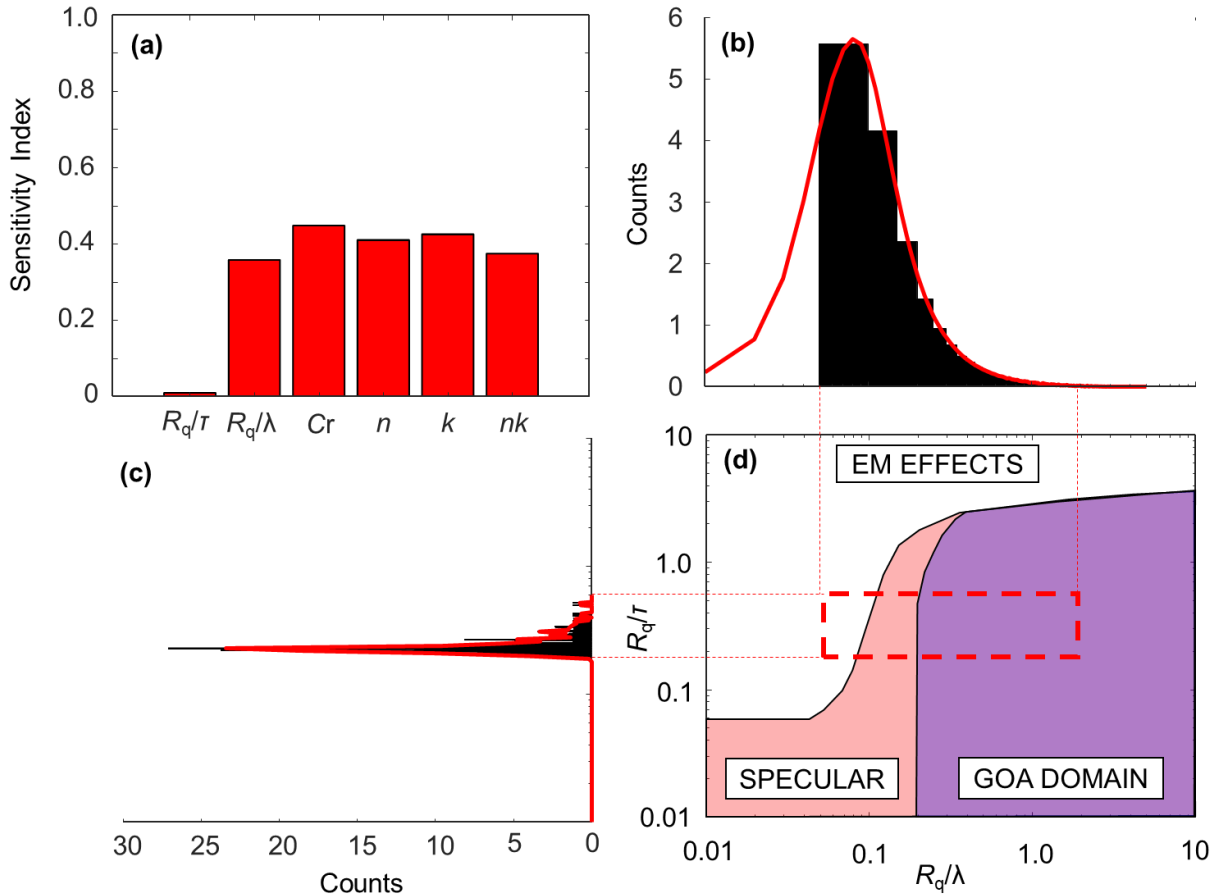 (a)
Sensitivity Index
1.0
0.8
0.6
0.4
0.2
0
Rq/τ Rq/λ Cr n k nk
(b)
Counts
6
5
4
3
2
1
0
(c)
30 25 20 15 10 5 0
Counts
(d)
EM EFFECTS
SPECULAR
GOA DOMAIN
Rq/τ
10
1.0
0.1
0.01
0.01 0.1 1.0 10
Rq/λ